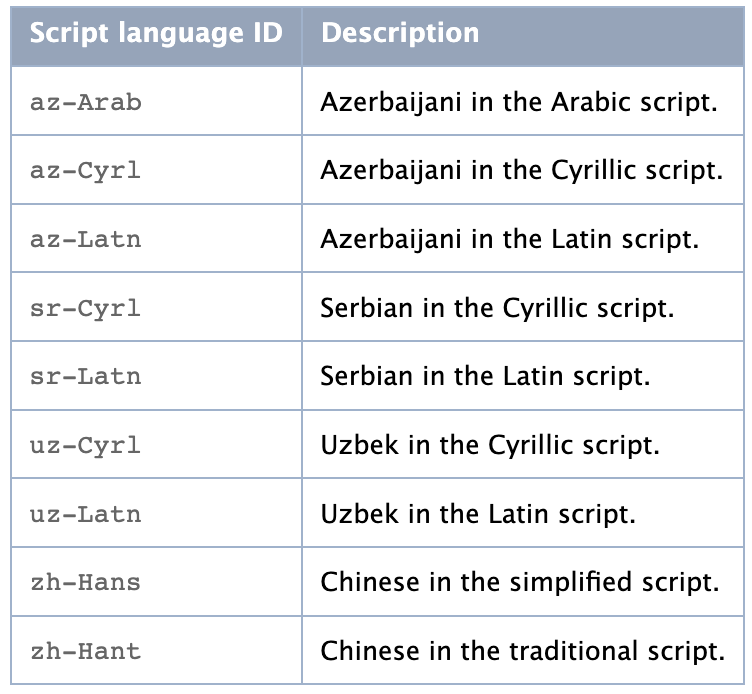 Script language ID Description
az-Arab Azerbaijani in the Arabic script.
az-Cyrl Azerbaijani in the Cyrillic script.
az-Latn Azerbaijani in the Latin script.
sr-Cyrl Serbian in the Cyrillic script.
sr-Latn Serbian in the Latin script.
uz-Cyrl Uzbek in the Cyrillic script.
uz-Latn Uzbek in the Latin script.
zh-Hans Chinese in the simplified script.
zh-Hant Chinese in the traditional script.